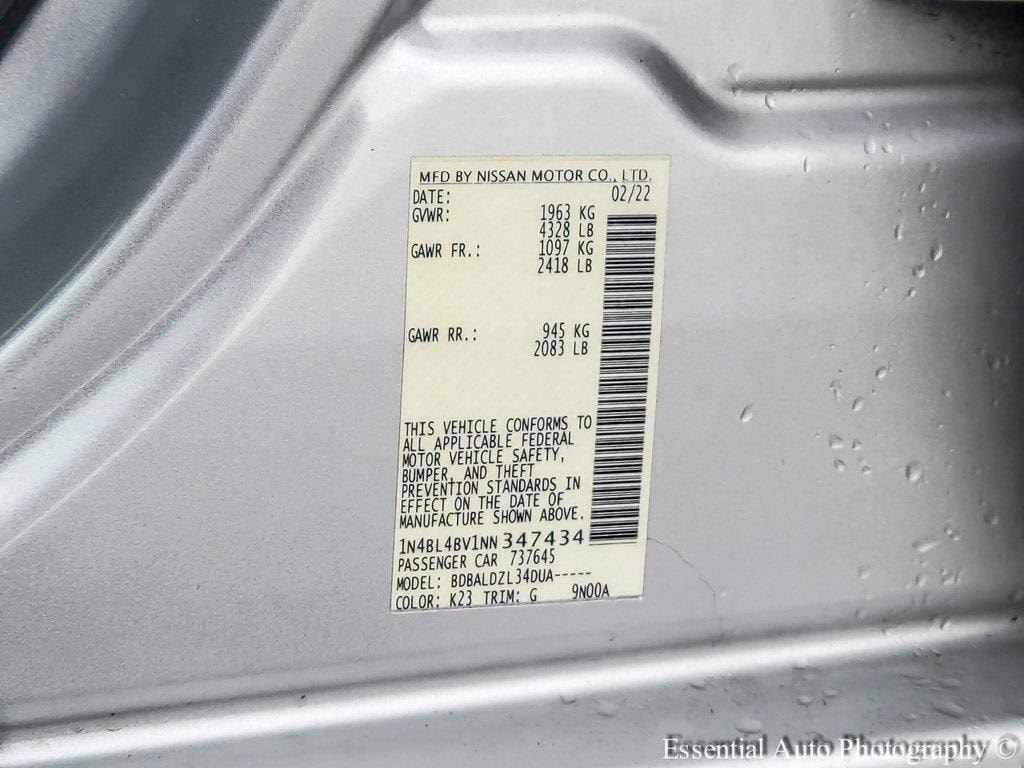 MFD BY NISSAN MOTOR CO., LTD.
DATE: 02/22
GVWR: 1963 KG
4328 LB
GAWR FR.: 1097 KG
2418 LB
GAWR RR.: 945 KG
2083 LB
THIS VEHICLE CONFORMS TO
ALL APPLICABLE FEDERAL
MOTOR VEHICLE SAFETY,
BUMPER, AND THEFT
PREVENTION STANDARDS IN
EFFECT ON THE DATE OF
MANUFACTURE SHOWN ABOVE.
1N4BL4BV1NN347434
PASSENGER CAR 737645
MODEL: BDBALDZL34DUA-----
COLOR: K23 TRIM: G 9N00A
Essential Auto Photography ©